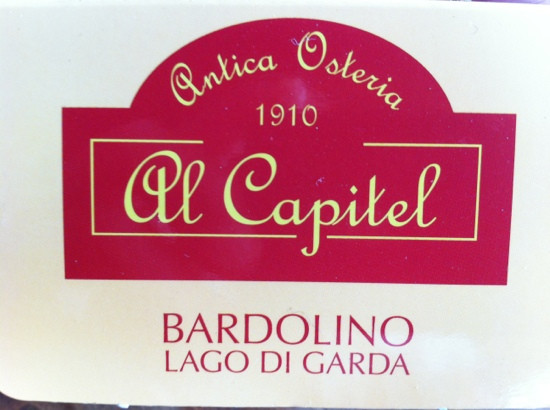 Antica Osteria
1910
Al Capitel
BARDOLINO
LAGO DI GARDA